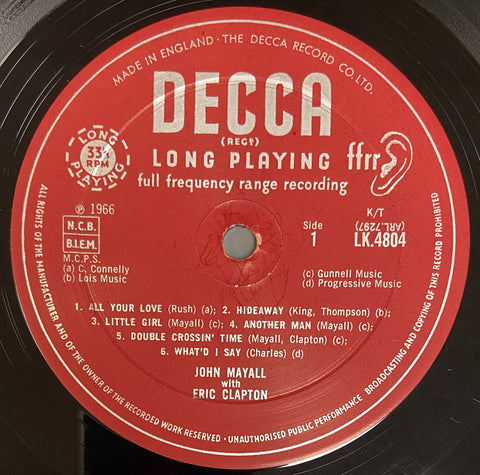 MADE IN ENGLAND · THE DECCA RECORD CO. LTD.
DECCA
(REGD)
LONG PLAYING
33⅓
RPM
LONG PLAYING
ffrr
full frequency range recording
℗ 1966
N.C.B.
B.I.E.M.
M.C.P.S.
(a) C. Connelly
(b) Lois Music
Side
1
T/K
(ARL.7297)
LK.4804
(c) Gunnell Music
(d) Progressive Music
1. ALL YOUR LOVE (Rush) (a); 2. HIDEAWAY (King, Thompson) (b);
3. LITTLE GIRL (Mayall) (c); 4. ANOTHER MAN (Mayall) (c);
5. DOUBLE CROSSIN' TIME (Mayall, Clapton) (c);
6. WHAT'D I SAY (Charles) (d)
JOHN MAYALL
with
ERIC CLAPTON
ALL RIGHTS OF THE MANUFACTURER AND OF THE OWNER OF THE RECORDED WORK RESERVED · UNAUTHORISED PUBLIC PERFORMANCE BROADCASTING AND COPYING OF THIS RECORD PROHIBITED